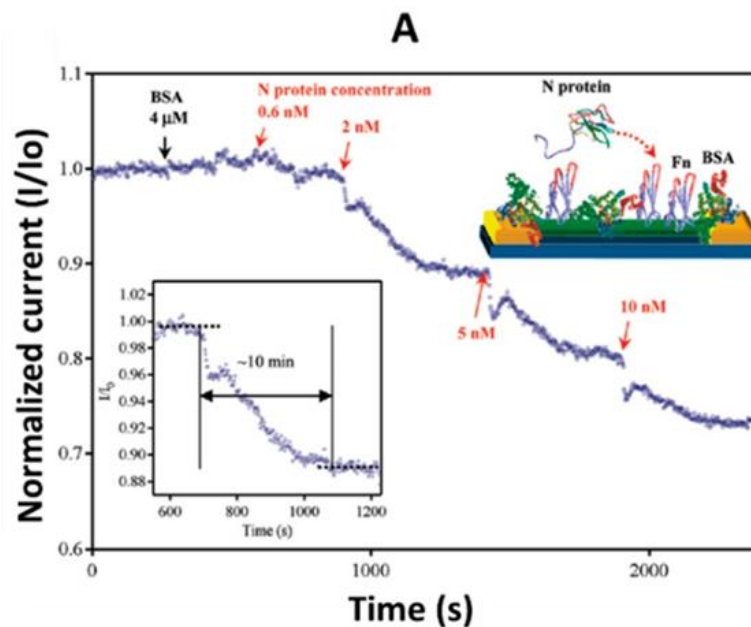 A
Normalized current (I/Io)
1.1
1.0
0.9
0.8
0.7
0.6
BSA
4 μM
N protein concentration
0.6 nM
2 nM
5 nM
10 nM
N protein
Fn
BSA
I/I₀
1.02
1.00
0.98
0.96
0.94
0.92
0.90
0.88
~10 min
600
800
1000
1200
Time (s)
0
1000
2000
Time (s)